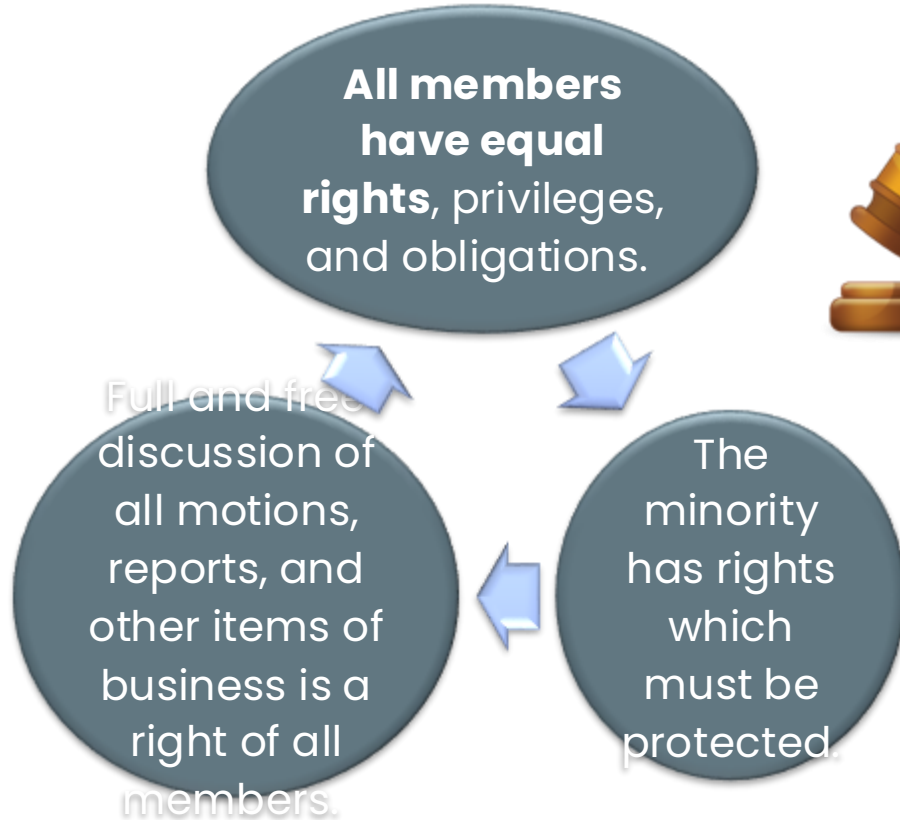 All members
have equal
rights, privileges,
and obligations.
The
minority
has rights
which
must be
protected.
Full and free
discussion of
all motions,
reports, and
other items of
business is a
right of all
members.